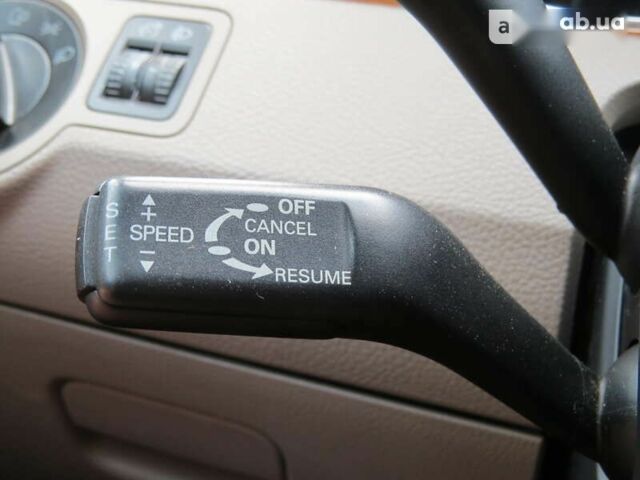 a ab.ua
SET
+
SPEED
−
OFF
CANCEL
ON
RESUME